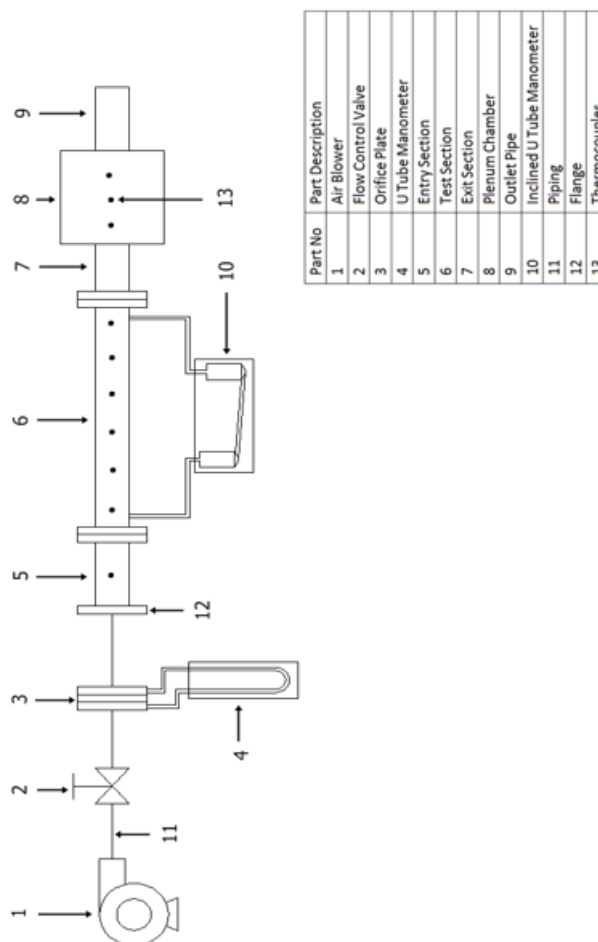 1
2
3
5
6
7
8
9
11
4
12
10
13
Part No Part Description
1 Air Blower
2 Flow Control Valve
3 Orifice Plate
4 U Tube Manometer
5 Entry Section
6 Test Section
7 Exit Section
8 Plenum Chamber
9 Outlet Pipe
10 Inclined U Tube Manometer
11 Piping
12 Flange
13 Thermocouples